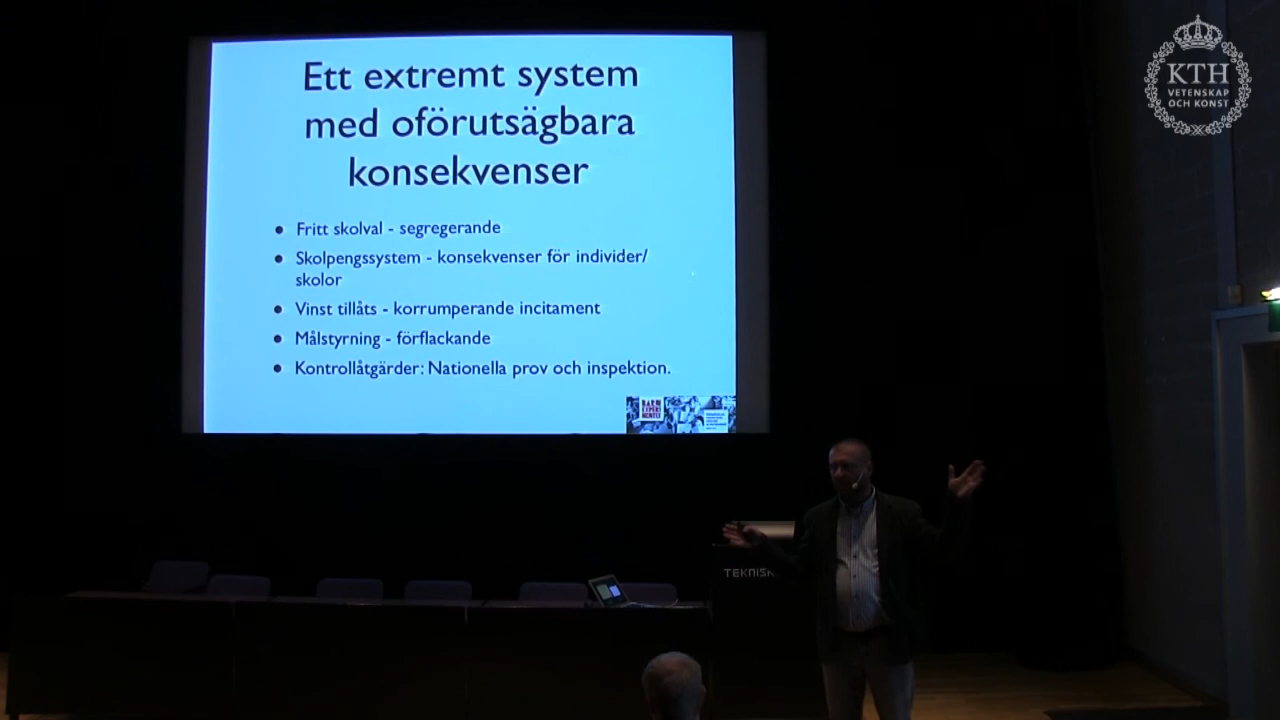 Ett extremt system
med oförutsägbara
konsekvenser
Fritt skolval - segregerande
Skolpengssystem - konsekvenser för individer/
skolor
Vinst tillåts - korrumperande incitament
Målstyrning - förflackande
Kontrollåtgärder: Nationella prov och inspektion.
KTH
VETENSKAP
OCH KONST
TEKNISK